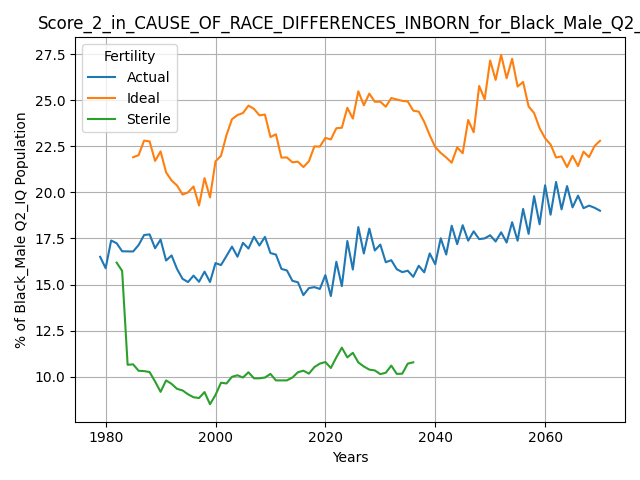 Score_2_in_CAUSE_OF_RACE_DIFFERENCES_INBORN_for_Black_Male_Q2_
Fertility
Actual
Ideal
Sterile
27.5
25.0
22.5
20.0
17.5
15.0
12.5
10.0
% of Black_Male Q2_IQ Population
1980
2000
2020
2040
2060
Years